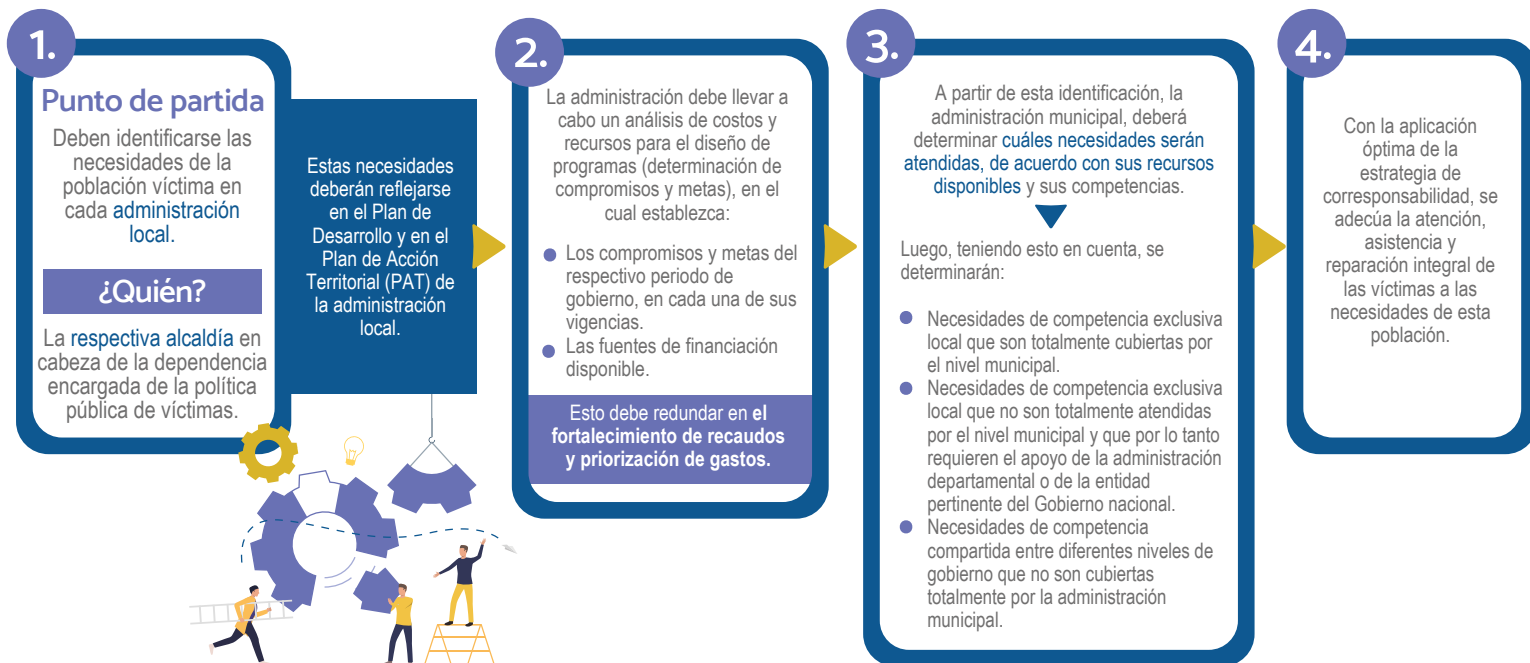 1.
Punto de partida
Deben identificarse las
necesidades de la
población víctima en
cada administración
local.
¿Quién?
La respectiva alcaldía en
cabeza de la dependencia
encargada de la política
pública de víctimas.
Estas necesidades
deberán reflejarse
en el Plan de
Desarrollo y en el
Plan de Acción
Territorial (PAT) de
la administración
local.
2.
La administración debe llevar a
cabo un análisis de costos y
recursos para el diseño de
programas (determinación de
compromisos y metas), en el
cual establezca:
Los compromisos y metas del
respectivo periodo de
gobierno, en cada una de sus
vigencias.
Las fuentes de financiación
disponible.
Esto debe redundar en el
fortalecimiento de recaudos
y priorización de gastos.
3.
A partir de esta identificación, la
administración municipal, deberá
determinar cuáles necesidades serán
atendidas, de acuerdo con sus recursos
disponibles y sus competencias.
Luego, teniendo esto en cuenta, se
determinarán:
Necesidades de competencia exclusiva
local que son totalmente cubiertas por
el nivel municipal.
Necesidades de competencia exclusiva
local que no son totalmente atendidas
por el nivel municipal y que por lo tanto
requieren el apoyo de la administración
departamental o de la entidad
pertinente del Gobierno nacional.
Necesidades de competencia
compartida entre diferentes niveles de
gobierno que no son cubiertas
totalmente por la administración
municipal.
4.
Con la aplicación
óptima de la
estrategia de
corresponsabilidad, se
adecúa la atención,
asistencia y
reparación integral de
las víctimas a las
necesidades de esta
población.